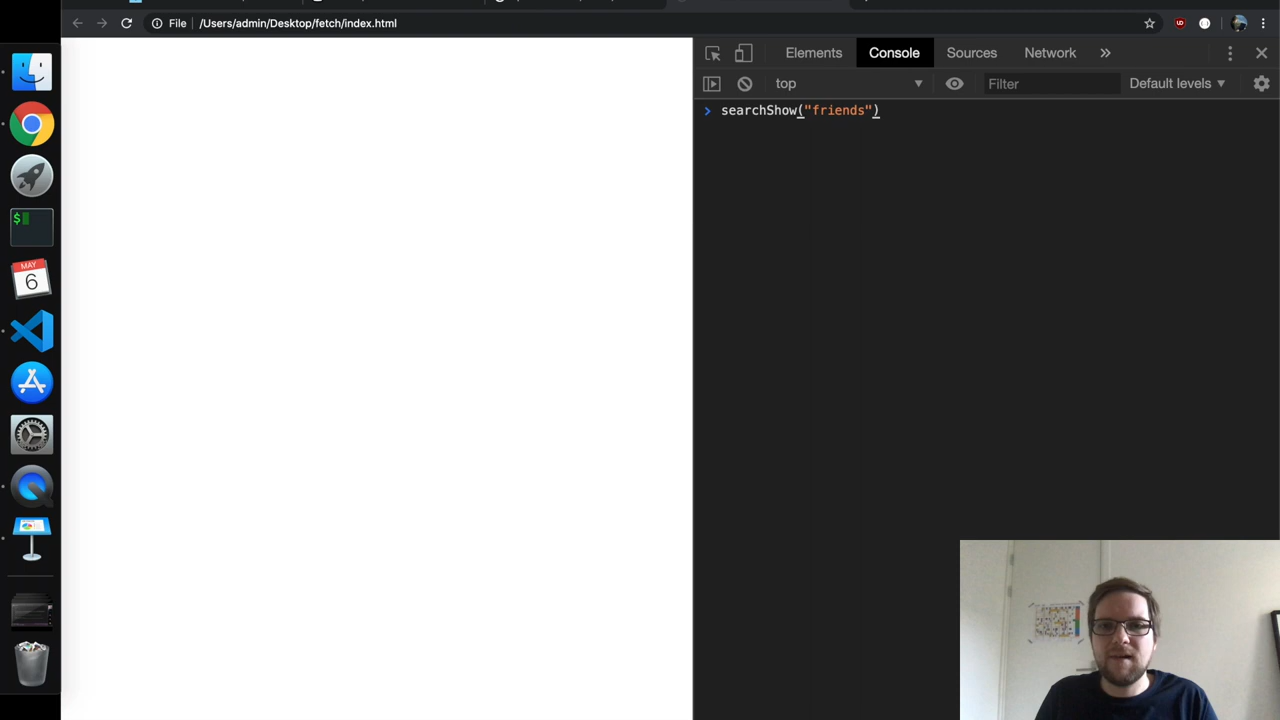 File /Users/admin/Desktop/fetch/index.html
Elements Console Sources Network »
top Filter Default levels
> searchShow("friends")
$
MAY
6